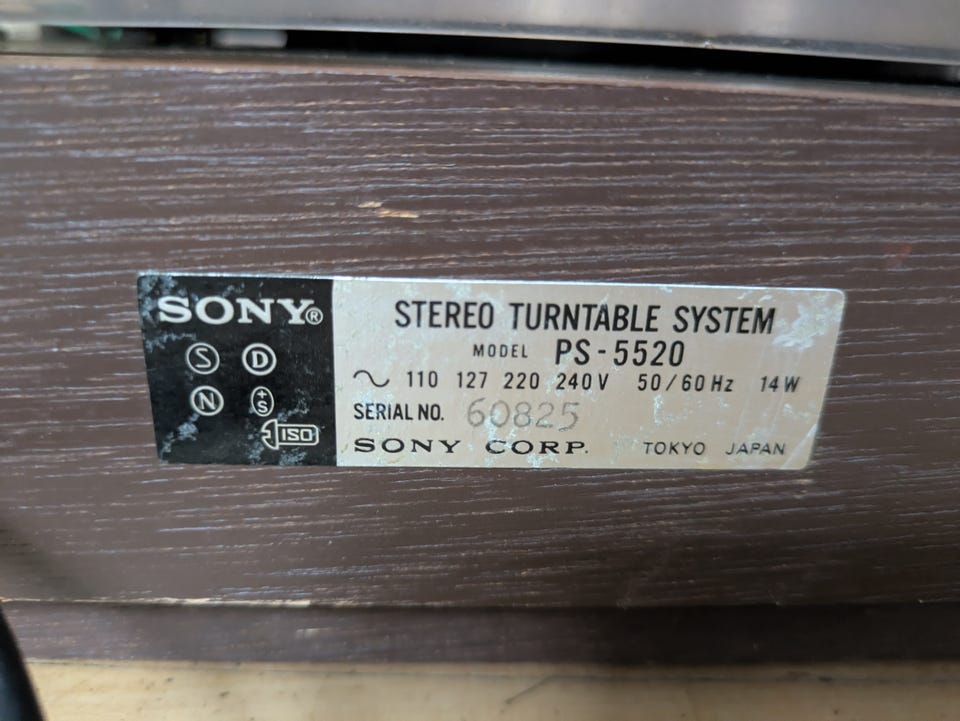 SONY®
S D
N +S
ISO
STEREO TURNTABLE SYSTEM
MODEL PS-5520
~ 110 127 220 240V 50/60Hz 14W
SERIAL NO. 60825
SONY CORP. TOKYO JAPAN